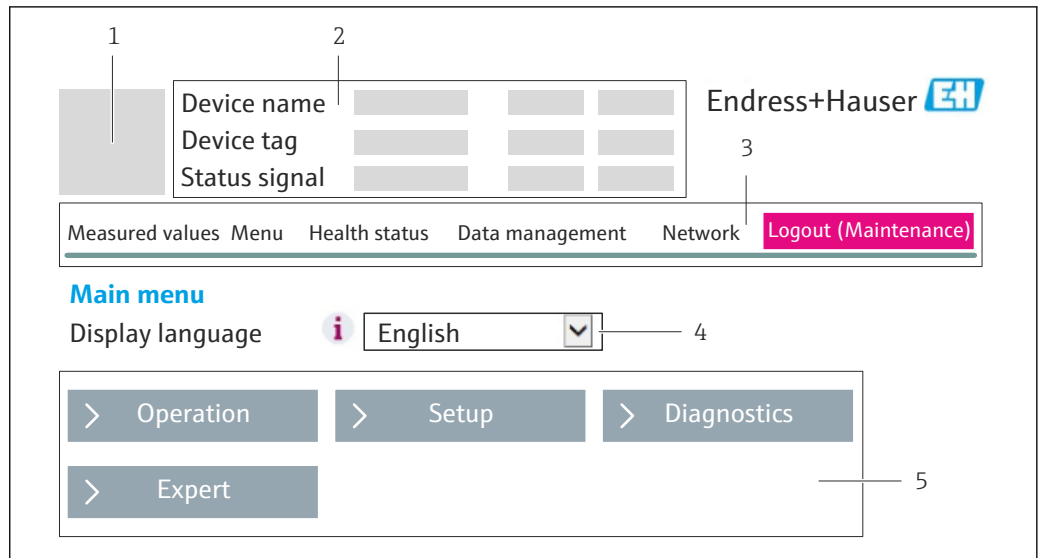 1 2
Device name
Endress+Hauser EH
Device tag
3
Status signal
Measured values Menu Health status Data management Network Logout (Maintenance)
Main menu
Display language i English 4
Operation Setup Diagnostics
Expert 5